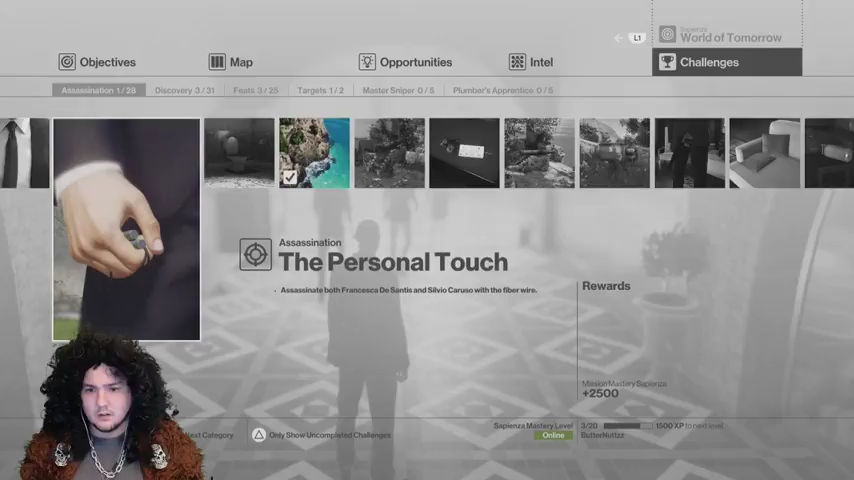 L1
Sapienza
World of Tomorrow
Objectives
Map
Opportunities
Intel
Challenges
Assassination 1 / 28
Discovery 3 / 31
Feats 3 / 25
Targets 1 / 2
Master Sniper 0 / 5
Plumber's Apprentice 0 / 5
Assassination
The Personal Touch
Assassinate both Francesca De Santis and Silvio Caruso with the fiber wire.
Rewards
Mission Mastery Sapienza
+2500
Next Category
Only Show Uncompleted Challenges
Sapienza Mastery Level
3/20
1500 XP to next level
Online
ButterNutlzz